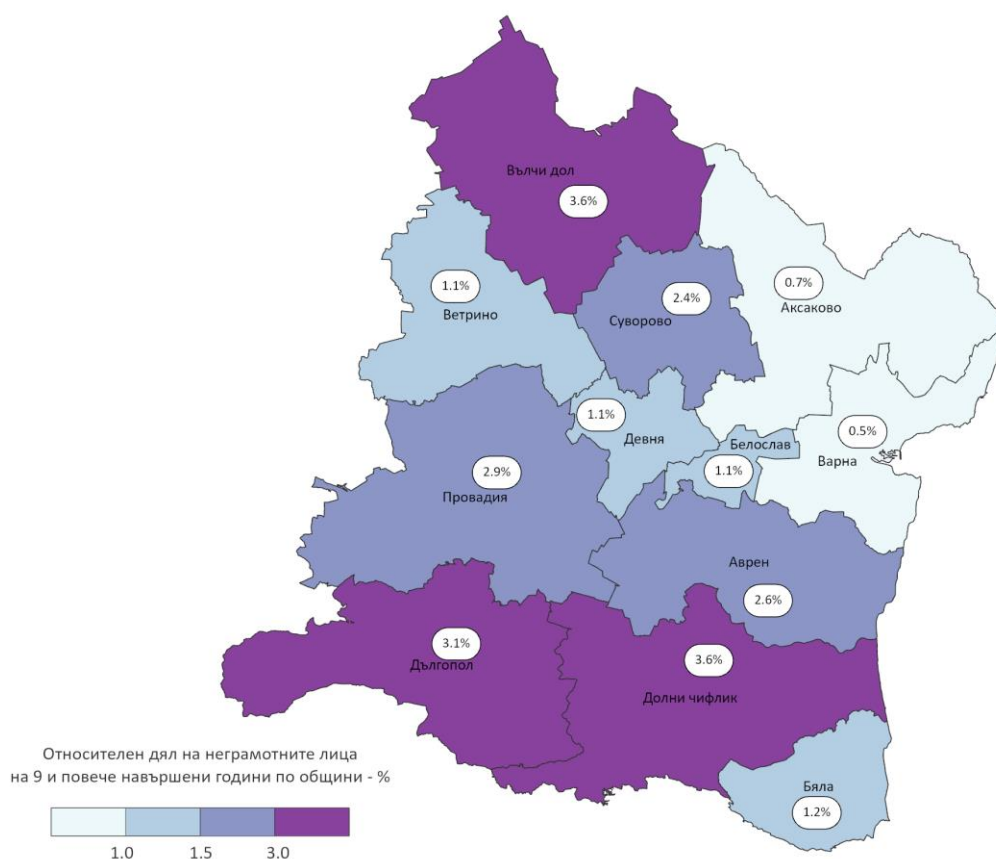 Вълчи дол
3.6%
1.1%
Ветрино
2.4%
Суворово
0.7%
Аксаково
1.1%
Девня
Белослав
1.1%
0.5%
Варна
2.9%
Провадия
Аврен
2.6%
3.1%
Дългопол
3.6%
Долни чифлик
Бяла
1.2%
Относителен дял на неграмотните лица
на 9 и повече навършени години по общини - %
1.0 1.5 3.0